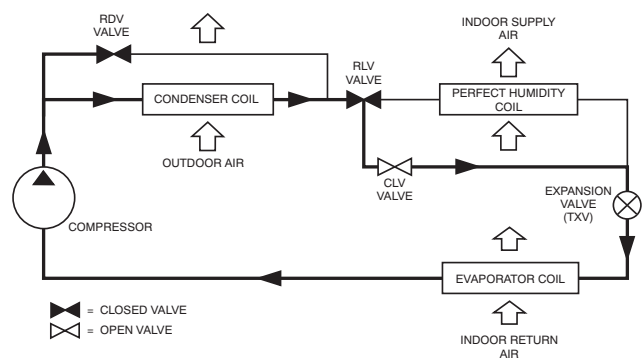 RDV
VALVE
INDOOR SUPPLY
AIR
RLV
VALVE
CONDENSER COIL
PERFECT HUMIDITY
COIL
OUTDOOR AIR
CLV
VALVE
EXPANSION
VALVE
(TXV)
COMPRESSOR
EVAPORATOR COIL
= CLOSED VALVE
= OPEN VALVE
INDOOR RETURN
AIR